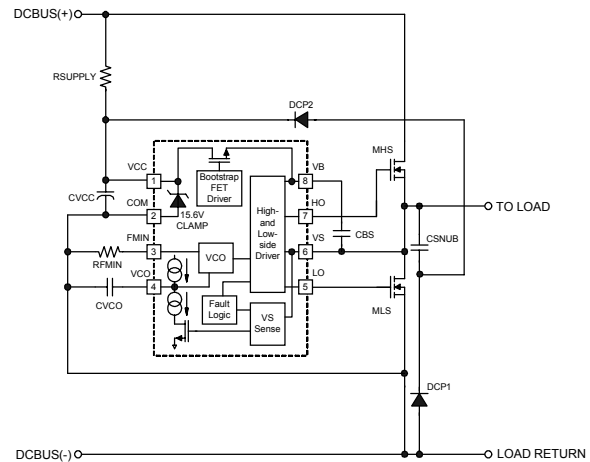 DCBUS(+)
RSUPPLY
DCP2
MHS
VCC
1
Bootstrap
FET
Driver
8
VB
CVCC
COM
2
15.6V
CLAMP
High-
and
Low-
side
Driver
7
HO
TO LOAD
CBS
CSNUB
FMIN
3
VCO
6
VS
RFMIN
VCO
4
5
LO
CVCO
Fault
Logic
VS
Sense
MLS
DCP1
DCBUS(-)
LOAD RETURN